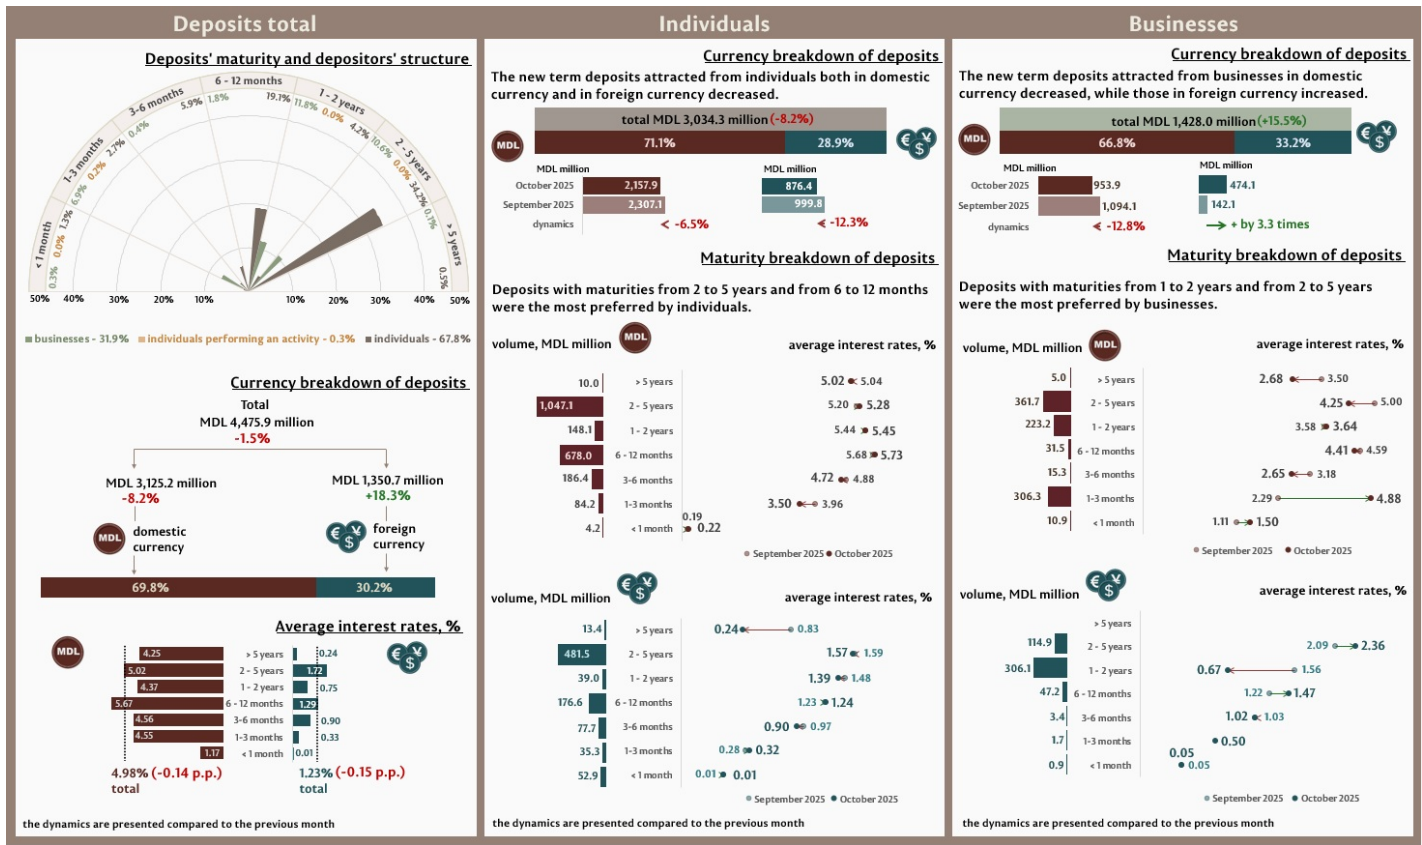 Deposits total
Deposits' maturity and depositors' structure
6 - 12 months
3-6 months
1 - 2 years
1-3 months
2 - 5 years
< 1 month
> 5 years
0.3%
0.0%
1.3%
6.9%
0.2%
2.7%
0.4%
5.9%
1.8%
19.1%
11.8%
0.0%
4.2%
10.6%
0.0%
34.2%
0.1%
0.5%
50% 40% 30% 20% 10% 10% 20% 30% 40% 50%
businesses - 31.9% individuals performing an activity - 0.3% individuals - 67.8%
Currency breakdown of deposits
Total
MDL 4,475.9 million
-1.5%
MDL 3,125.2 million
-8.2%
MDL 1,350.7 million
+18.3%
MDL
domestic
currency
€ ¥ $
foreign
currency
69.8% 30.2%
Average interest rates, %
MDL
€ ¥ $
4.25 > 5 years 0.24
5.02 2 - 5 years 1.72
4.37 1 - 2 years 0.75
5.67 6 - 12 months 1.29
4.56 3-6 months 0.90
4.55 1-3 months 0.33
1.17 < 1 month 0.01
4.98% (-0.14 p.p.)
total
1.23% (-0.15 p.p.)
total
the dynamics are presented compared to the previous month
Individuals
Currency breakdown of deposits
The new term deposits attracted from individuals both in domestic
currency and in foreign currency decreased.
total MDL 3,034.3 million (-8.2%)
MDL 71.1% 28.9% € ¥ $
MDL million MDL million
October 2025 2,157.9 876.4
September 2025 2,307.1 999.8
dynamics -6.5% -12.3%
Maturity breakdown of deposits
Deposits with maturities from 2 to 5 years and from 6 to 12 months
were the most preferred by individuals.
volume, MDL million MDL average interest rates, %
10.0 > 5 years 5.02 5.04
1,047.1 2 - 5 years 5.20 5.28
148.1 1 - 2 years 5.44 5.45
678.0 6 - 12 months 5.68 5.73
186.4 3-6 months 4.72 4.88
84.2 1-3 months 3.50 3.96
4.2 < 1 month 0.19 0.22
September 2025 October 2025
volume, MDL million € ¥ $ average interest rates, %
13.4 > 5 years 0.24 0.83
481.5 2 - 5 years 1.57 1.59
39.0 1 - 2 years 1.39 1.48
176.6 6 - 12 months 1.23 1.24
77.7 3-6 months 0.90 0.97
35.3 1-3 months 0.28 0.32
52.9 < 1 month 0.01 0.01
September 2025 October 2025
the dynamics are presented compared to the previous month
Businesses
Currency breakdown of deposits
The new term deposits attracted from businesses in domestic
currency decreased, while those in foreign currency increased.
total MDL 1,428.0 million (+15.5%)
MDL 66.8% 33.2% € ¥ $
MDL million MDL million
October 2025 953.9 474.1
September 2025 1,094.1 142.1
dynamics -12.8% + by 3.3 times
Maturity breakdown of deposits
Deposits with maturities from 1 to 2 years and from 2 to 5 years
were the most preferred by businesses.
volume, MDL million MDL average interest rates, %
5.0 > 5 years 2.68 3.50
361.7 2 - 5 years 4.25 5.00
223.2 1 - 2 years 3.58 3.64
31.5 6 - 12 months 4.41 4.59
15.3 3-6 months 2.65 3.18
306.3 1-3 months 2.29 4.88
10.9 < 1 month 1.11 1.50
September 2025 October 2025
volume, MDL million € ¥ $ average interest rates, %
> 5 years
114.9 2 - 5 years 2.09 2.36
306.1 1 - 2 years 0.67 1.56
47.2 6 - 12 months 1.22 1.47
3.4 3-6 months 1.02 1.03
1.7 1-3 months 0.50
0.9 < 1 month 0.05 0.05
September 2025 October 2025
the dynamics are presented compared to the previous month